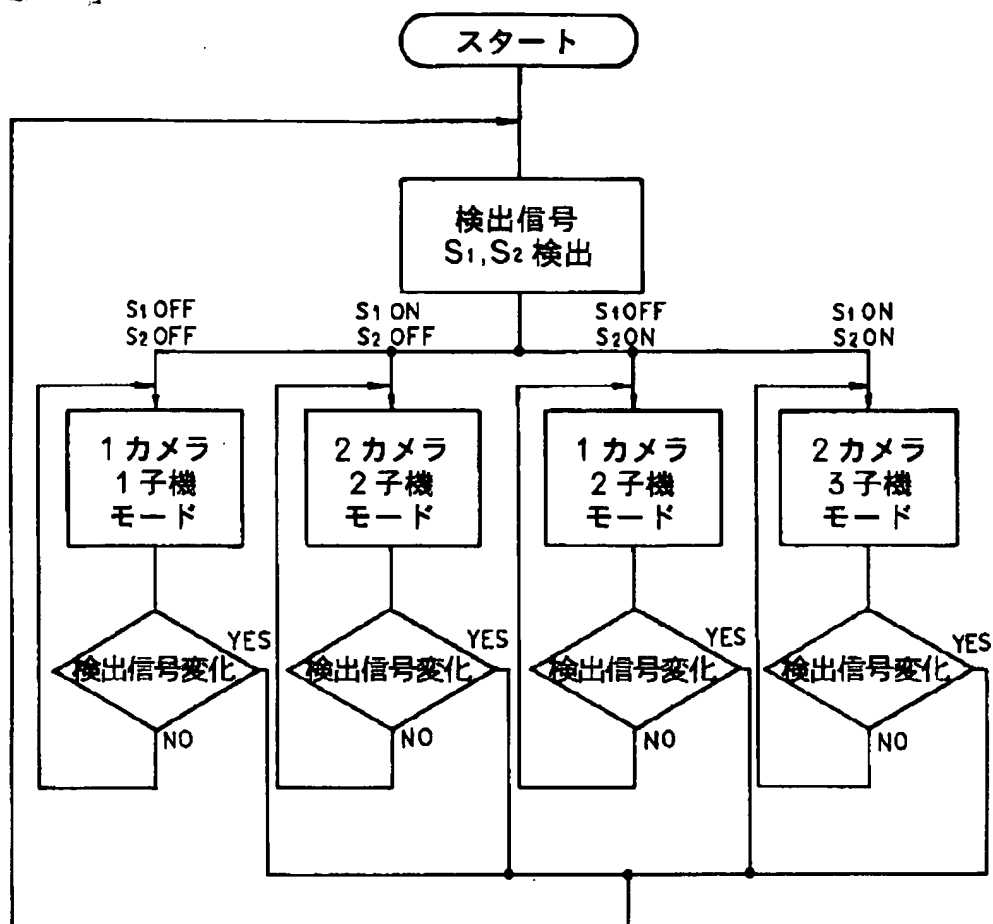 スタート
検出信号
S1,S2 検出
S1 OFF
S2 OFF
S1 ON
S2 OFF
S1 OFF
S2 ON
S1 ON
S2 ON
1 カメラ
1 子機
モード
2 カメラ
2 子機
モード
1 カメラ
2 子機
モード
2 カメラ
3 子機
モード
検出信号変化
YES
NO
検出信号変化
YES
NO
検出信号変化
YES
NO
検出信号変化
YES
NO